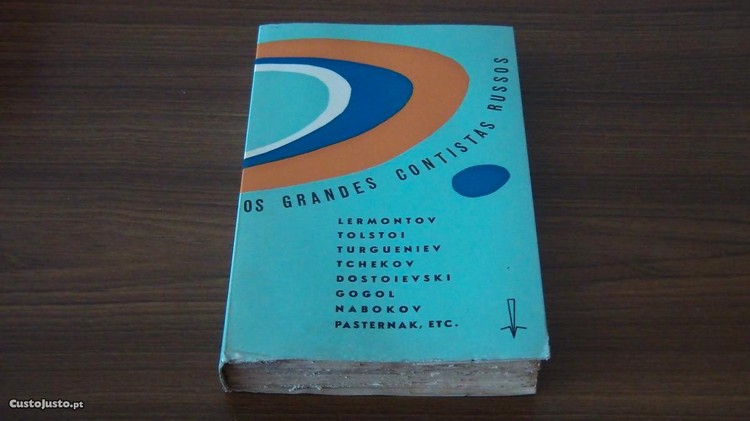 OS GRANDES CONTISTAS RUSSOS
LERMONTOV
TOLSTOI
TURGUENIEV
TCHEKOV
DOSTOIEVSKI
GOGOL
NABOKOV
PASTERNAK, ETC.
CustoJusto.pt